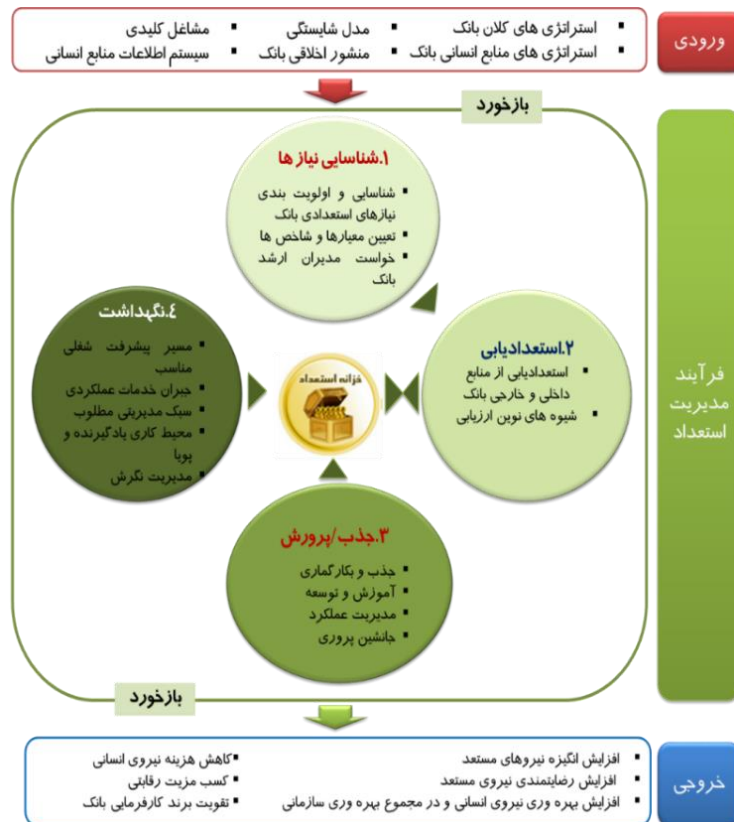 ورودی
▪ استراتژی های کلان بانک ▪ مدل شایستگی ▪ مشاغل کلیدی
▪ استراتژی های منابع انسانی بانک ▪ منشور اخلاقی بانک ▪ سیستم اطلاعات منابع انسانی
بازخورد
فرآیند
مدیریت
استعداد
۱.شناسایی نیاز ها
▪ شناسایی و اولویت بندی
نیازهای استعدادی بانک
▪ تعیین معیارها و شاخص ها
▪ خواست مدیران ارشد
بانک
۲.استعدادیابی
▪ استعدادیابی از منابع
داخلی و خارجی بانک
▪ شیوه های نوین ارزیابی
خزانه استعداد
۳.جذب/پرورش
▪ جذب و بکارگماری
▪ آموزش و توسعه
▪ مدیریت عملکرد
▪ جانشین پروری
٤.نگهداشت
▪ مسیر پیشرفت شغلی
مناسب
▪ جبران خدمات عملکردی
▪ سبک مدیریتی مطلوب
▪ محیط کاری یادگیرنده و
پویا
▪ مدیریت نگرش
بازخورد
خروجی
▪ افزایش انگیزه نیروهای مستعد ▪کاهش هزینه نیروی انسانی
▪ افزایش رضایتمندی نیروی مستعد ▪کسب مزیت رقابتی
▪ افزایش بهره وری نیروی انسانی و در مجموع بهره وری سازمانی ▪تقویت برند کارفرمایی بانک